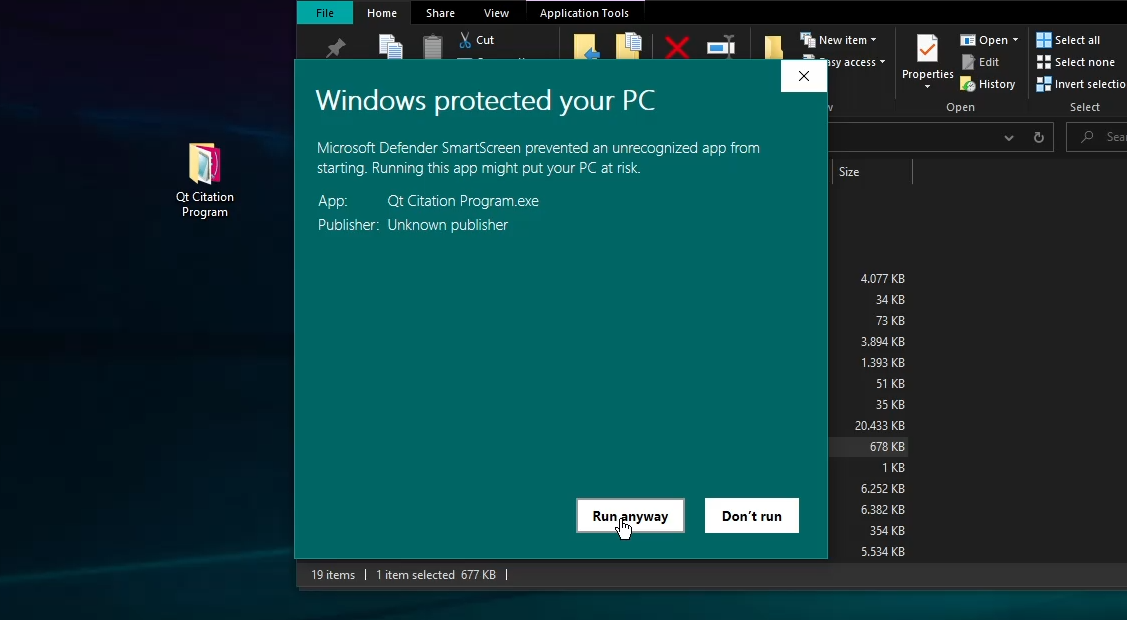 File
Home
Share
View
Application Tools
Cut
New item
asy access
Properties
Open
Edit
History
Select all
Select none
Invert selectio
Open
Select
Windows protected your PC
Microsoft Defender SmartScreen prevented an unrecognized app from
starting. Running this app might put your PC at risk.
App: Qt Citation Program.exe
Publisher: Unknown publisher
Run anyway
Don't run
Qt Citation
Program
Sea
Size
4.077 KB
34 KB
73 KB
3.894 KB
1.393 KB
51 KB
35 KB
20.433 KB
678 KB
1 KB
6.252 KB
6.382 KB
354 KB
5.534 KB
19 items
1 item selected 677 KB